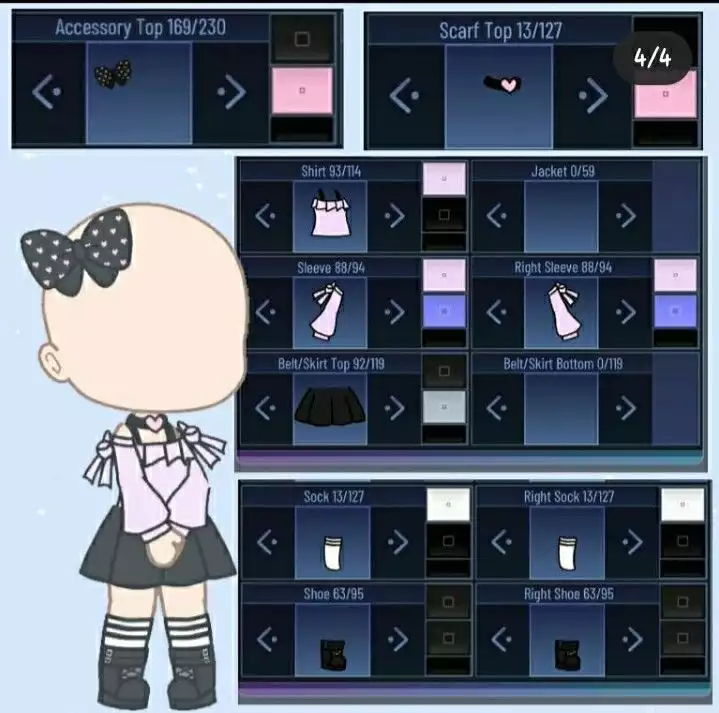 Accessory Top 169/230
Scarf Top 13/127
4/4
Shirt 93/114
Jacket 0/59
Sleeve 88/94
Right Sleeve 88/94
Belt/Skirt Top 92/119
Belt/Skirt Bottom 0/119
Sock 13/127
Right Sock 13/127
Shoe 63/95
Right Shoe 63/95